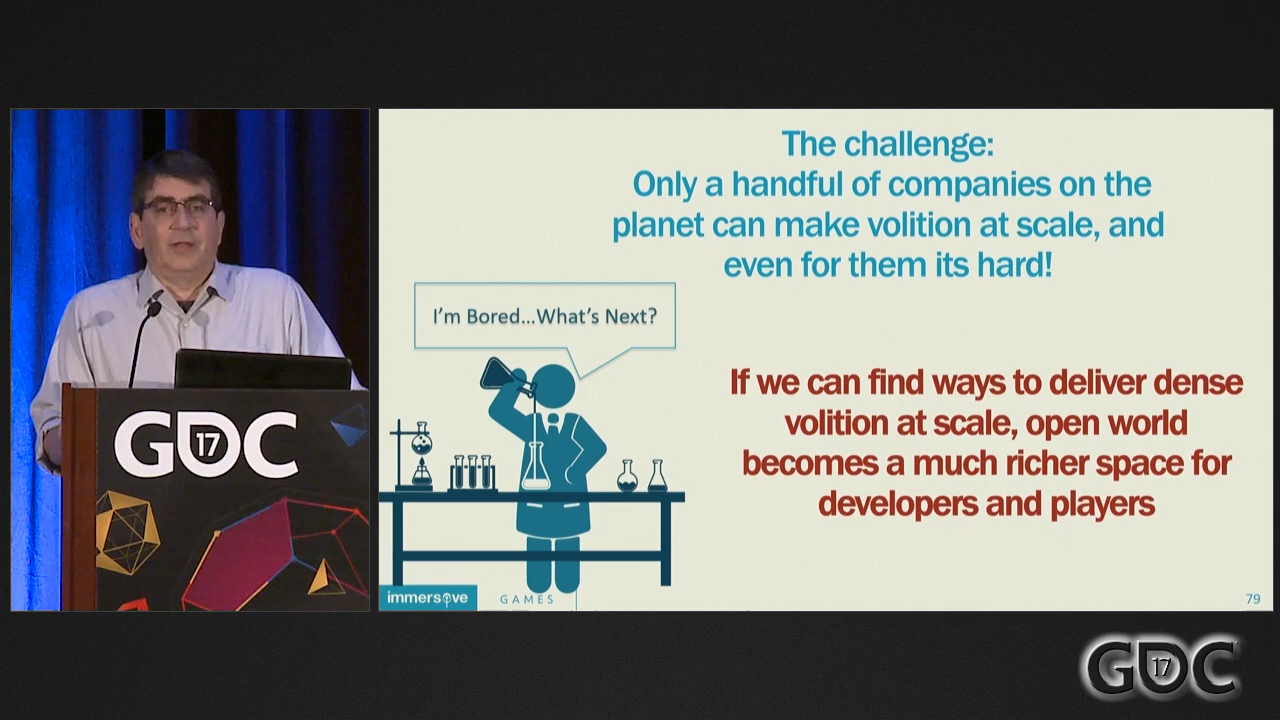 The challenge:
Only a handful of companies on the
planet can make volition at scale, and
even for them its hard!
I'm Bored...What's Next?
If we can find ways to deliver dense
volition at scale, open world
becomes a much richer space for
developers and players
immersive
GAMES
79
GDC
17
GDC
17